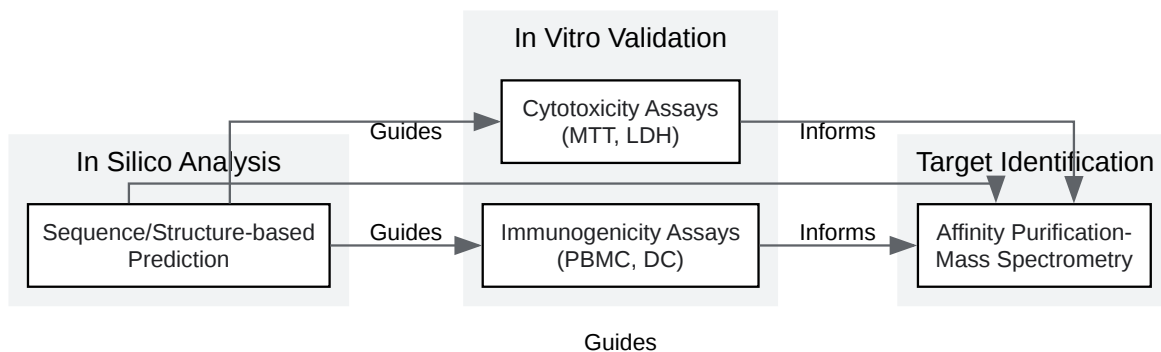 In Vitro Validation
Cytotoxicity Assays
(MTT, LDH)
Guides
Informs
In Silico Analysis
Target Identification
Sequence/Structure-based
Prediction
Guides
Immunogenicity Assays
(PBMC, DC)
Informs
Affinity Purification-
Mass Spectrometry
Guides